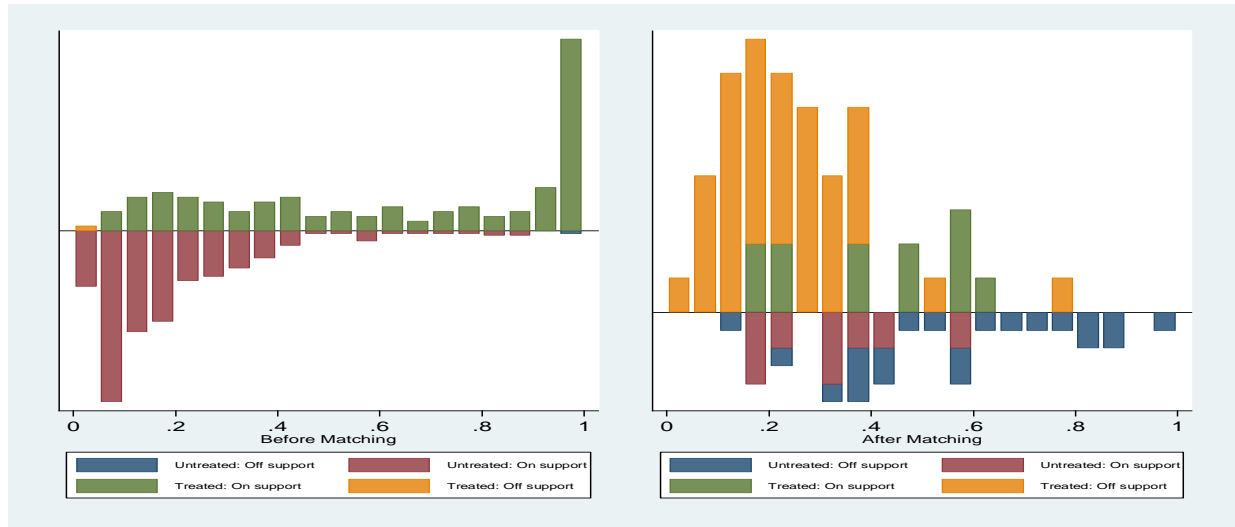 0 .2 .4 .6 .8 1
Before Matching
Untreated: Off support Untreated: On support
Treated: On support Treated: Off support
0 .2 .4 .6 .8 1
After Matching
Untreated: Off support Untreated: On support
Treated: On support Treated: Off support